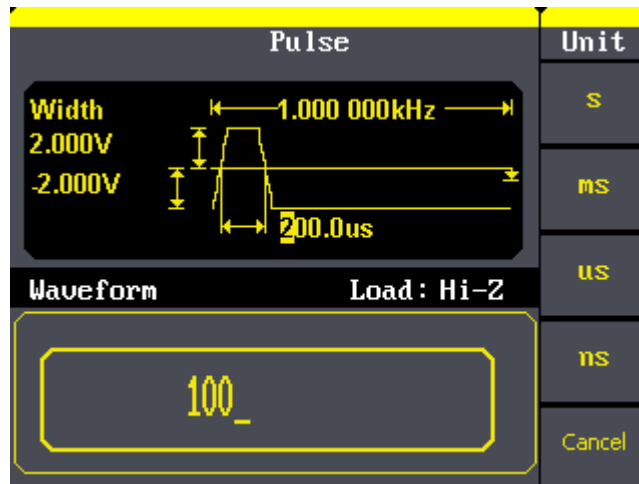 Pulse
Unit
Width
1.000 000kHz
2.000V
-2.000V
200.0us
Waveform
Load: Hi-Z
100_
s
ms
us
ns
Cancel